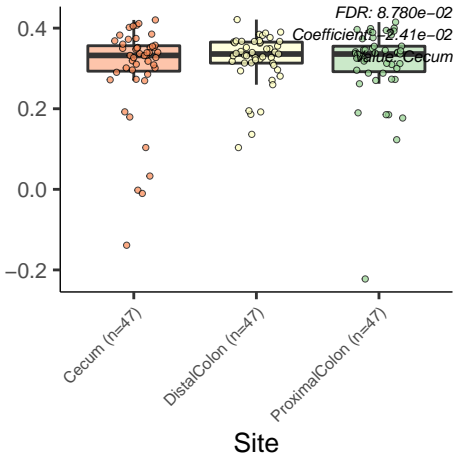 FDR: 8.780e−02
Coefficient: −2.41e−02
Value: Cecum
0.4
0.2
0.0
−0.2
Cecum (n=47)
DistalColon (n=47)
ProximalColon (n=47)
Site